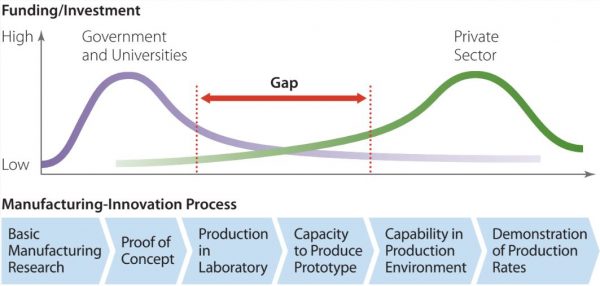 Funding/Investment
High
Government
and Universities
Private
Sector
Gap
Low
Manufacturing-Innovation Process
Basic
Manufacturing
Research
Proof of
Concept
Production
in
Laboratory
Capacity
to Produce
Prototype
Capability in
Production
Environment
Demonstration
of Production
Rates